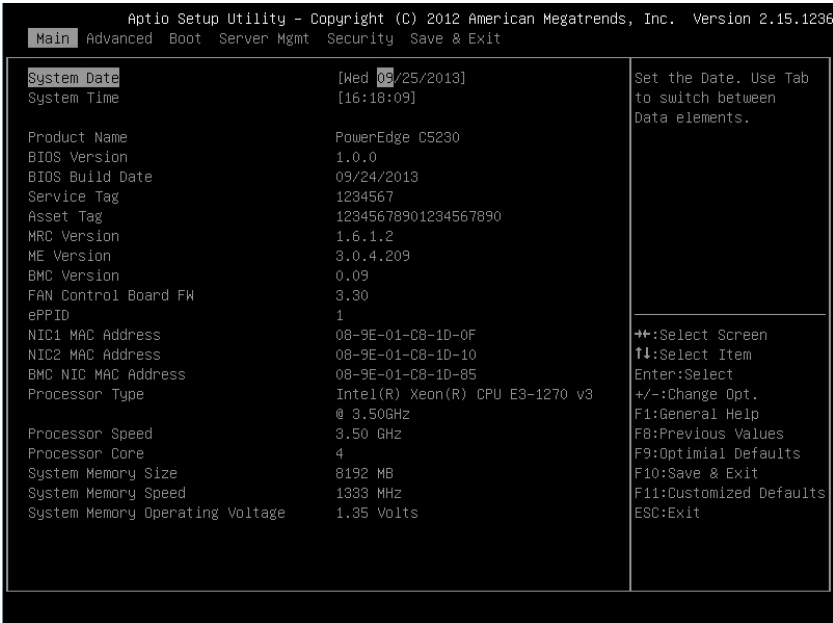 Aptio Setup Utility – Copyright (C) 2012 American Megatrends, Inc. Version 2.15.1236
Main Advanced Boot Server Mgmt Security Save & Exit
System Date [Wed 09/25/2013]
System Time [16:18:09]
Product Name PowerEdge C5230
BIOS Version 1.0.0
BIOS Build Date 09/24/2013
Service Tag 1234567
Asset Tag 12345678901234567890
MRC Version 1.6.1.2
ME Version 3.0.4.209
BMC Version 0.09
FAN Control Board FW 3.30
ePPID 1
NIC1 MAC Address 08-9E-01-C8-1D-0F
NIC2 MAC Address 08-9E-01-C8-1D-10
BMC NIC MAC Address 08-9E-01-C8-1D-85
Processor Type Intel(R) Xeon(R) CPU E3-1270 v3
@ 3.50GHz
Processor Speed 3.50 GHz
Processor Core 4
System Memory Size 8192 MB
System Memory Speed 1333 MHz
System Memory Operating Voltage 1.35 Volts
Set the Date. Use Tab
to switch between
Data elements.
→←:Select Screen
↑↓:Select Item
Enter:Select
+/-:Change Opt.
F1:General Help
F8:Previous Values
F9:Optimial Defaults
F10:Save & Exit
F11:Customized Defaults
ESC:Exit